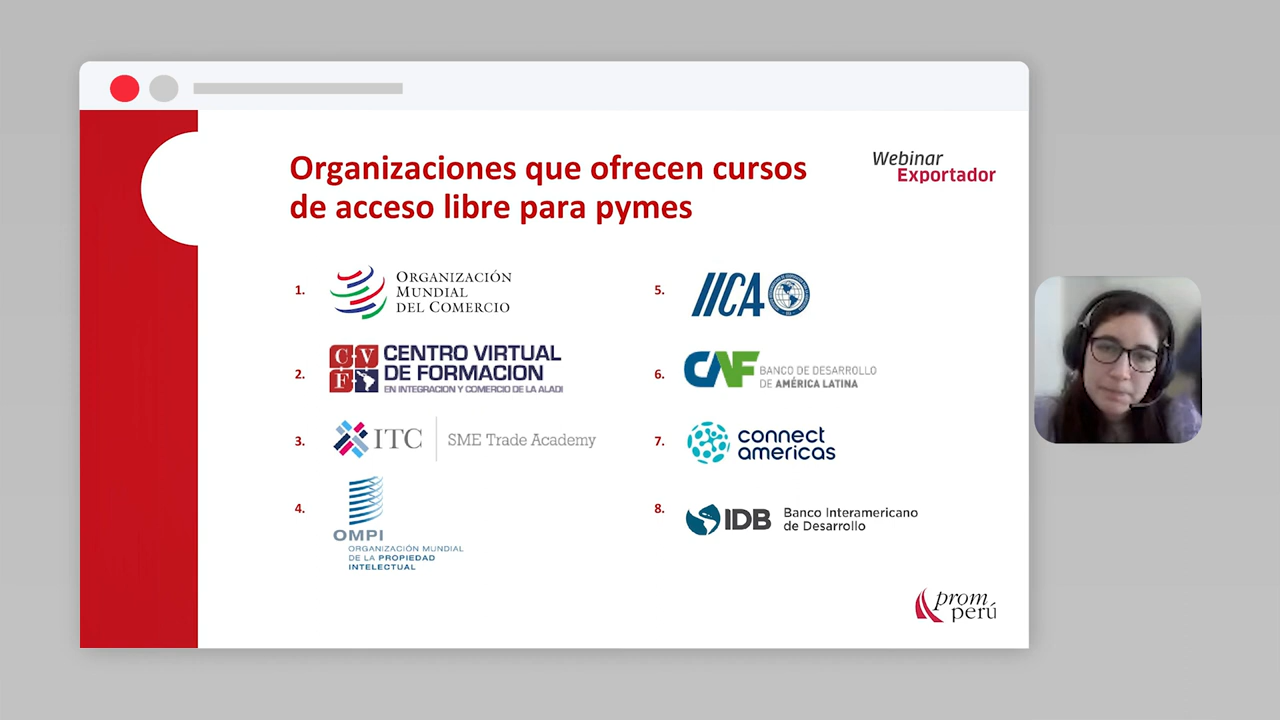 Organizaciones que ofrecen cursos
de acceso libre para pymes
Webinar
Exportador
1.
ORGANIZACIÓN
MUNDIAL
DEL COMERCIO
2.
C V
F
CENTRO VIRTUAL
DE FORMACION
EN INTEGRACION Y COMERCIO DE LA ALADI
3.
ITC
SME Trade Academy
4.
OMPI
ORGANIZACIÓN MUNDIAL
DE LA PROPIEDAD
INTELECTUAL
5.
IICA
6.
CAF
BANCO DE DESARROLLO
DE AMÉRICA LATINA
7.
connect
americas
8.
IDB
Banco Interamericano
de Desarrollo
prom
perú